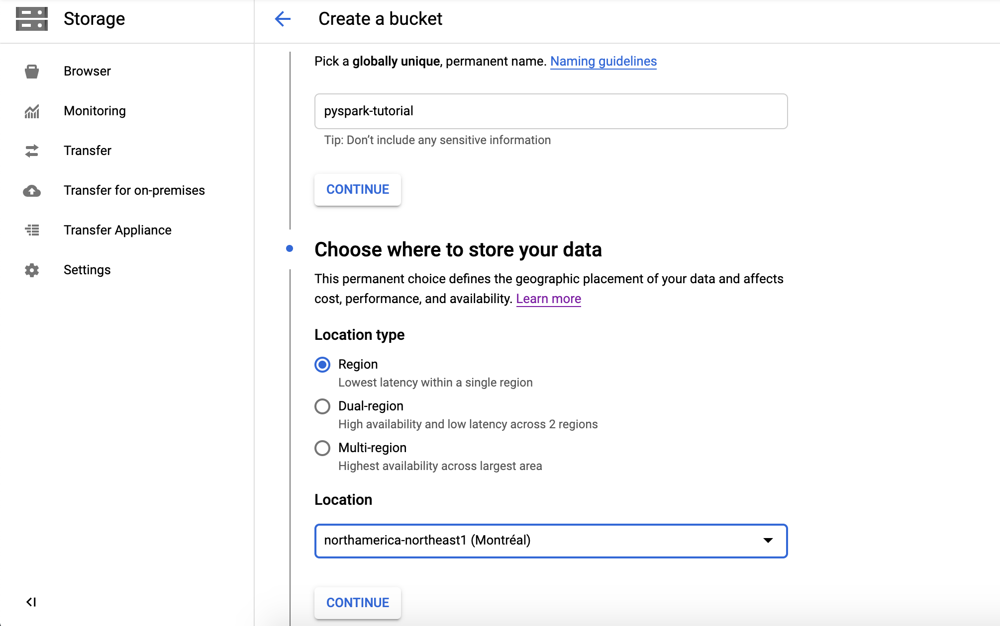 Storage
Create a bucket
Browser
Monitoring
Transfer
Transfer for on-premises
Transfer Appliance
Settings
Pick a globally unique, permanent name. Naming guidelines
pyspark-tutorial
Tip: Don’t include any sensitive information
CONTINUE
Choose where to store your data
This permanent choice defines the geographic placement of your data and affects
cost, performance, and availability. Learn more
Location type
Region
Lowest latency within a single region
Dual-region
High availability and low latency across 2 regions
Multi-region
Highest availability across largest area
Location
northamerica-northeast1 (Montréal)
CONTINUE